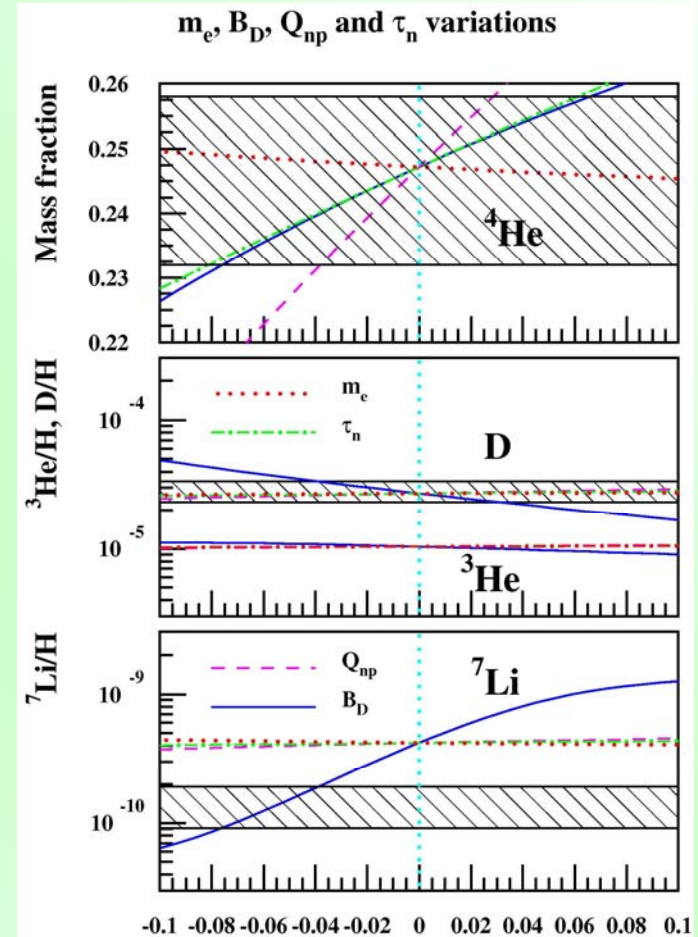 mₑ, B_D, Q_np and τ_n variations
Mass fraction
0.26
0.25
0.24
0.23
0.22
⁴He
³He/H, D/H
10⁻⁴
10⁻⁵
mₑ
τ_n
D
³He
⁷Li/H
10⁻⁹
10⁻¹⁰
Q_np
B_D
⁷Li
-0.1 -0.08 -0.06 -0.04 -0.02 0 0.02 0.04 0.06 0.08 0.1